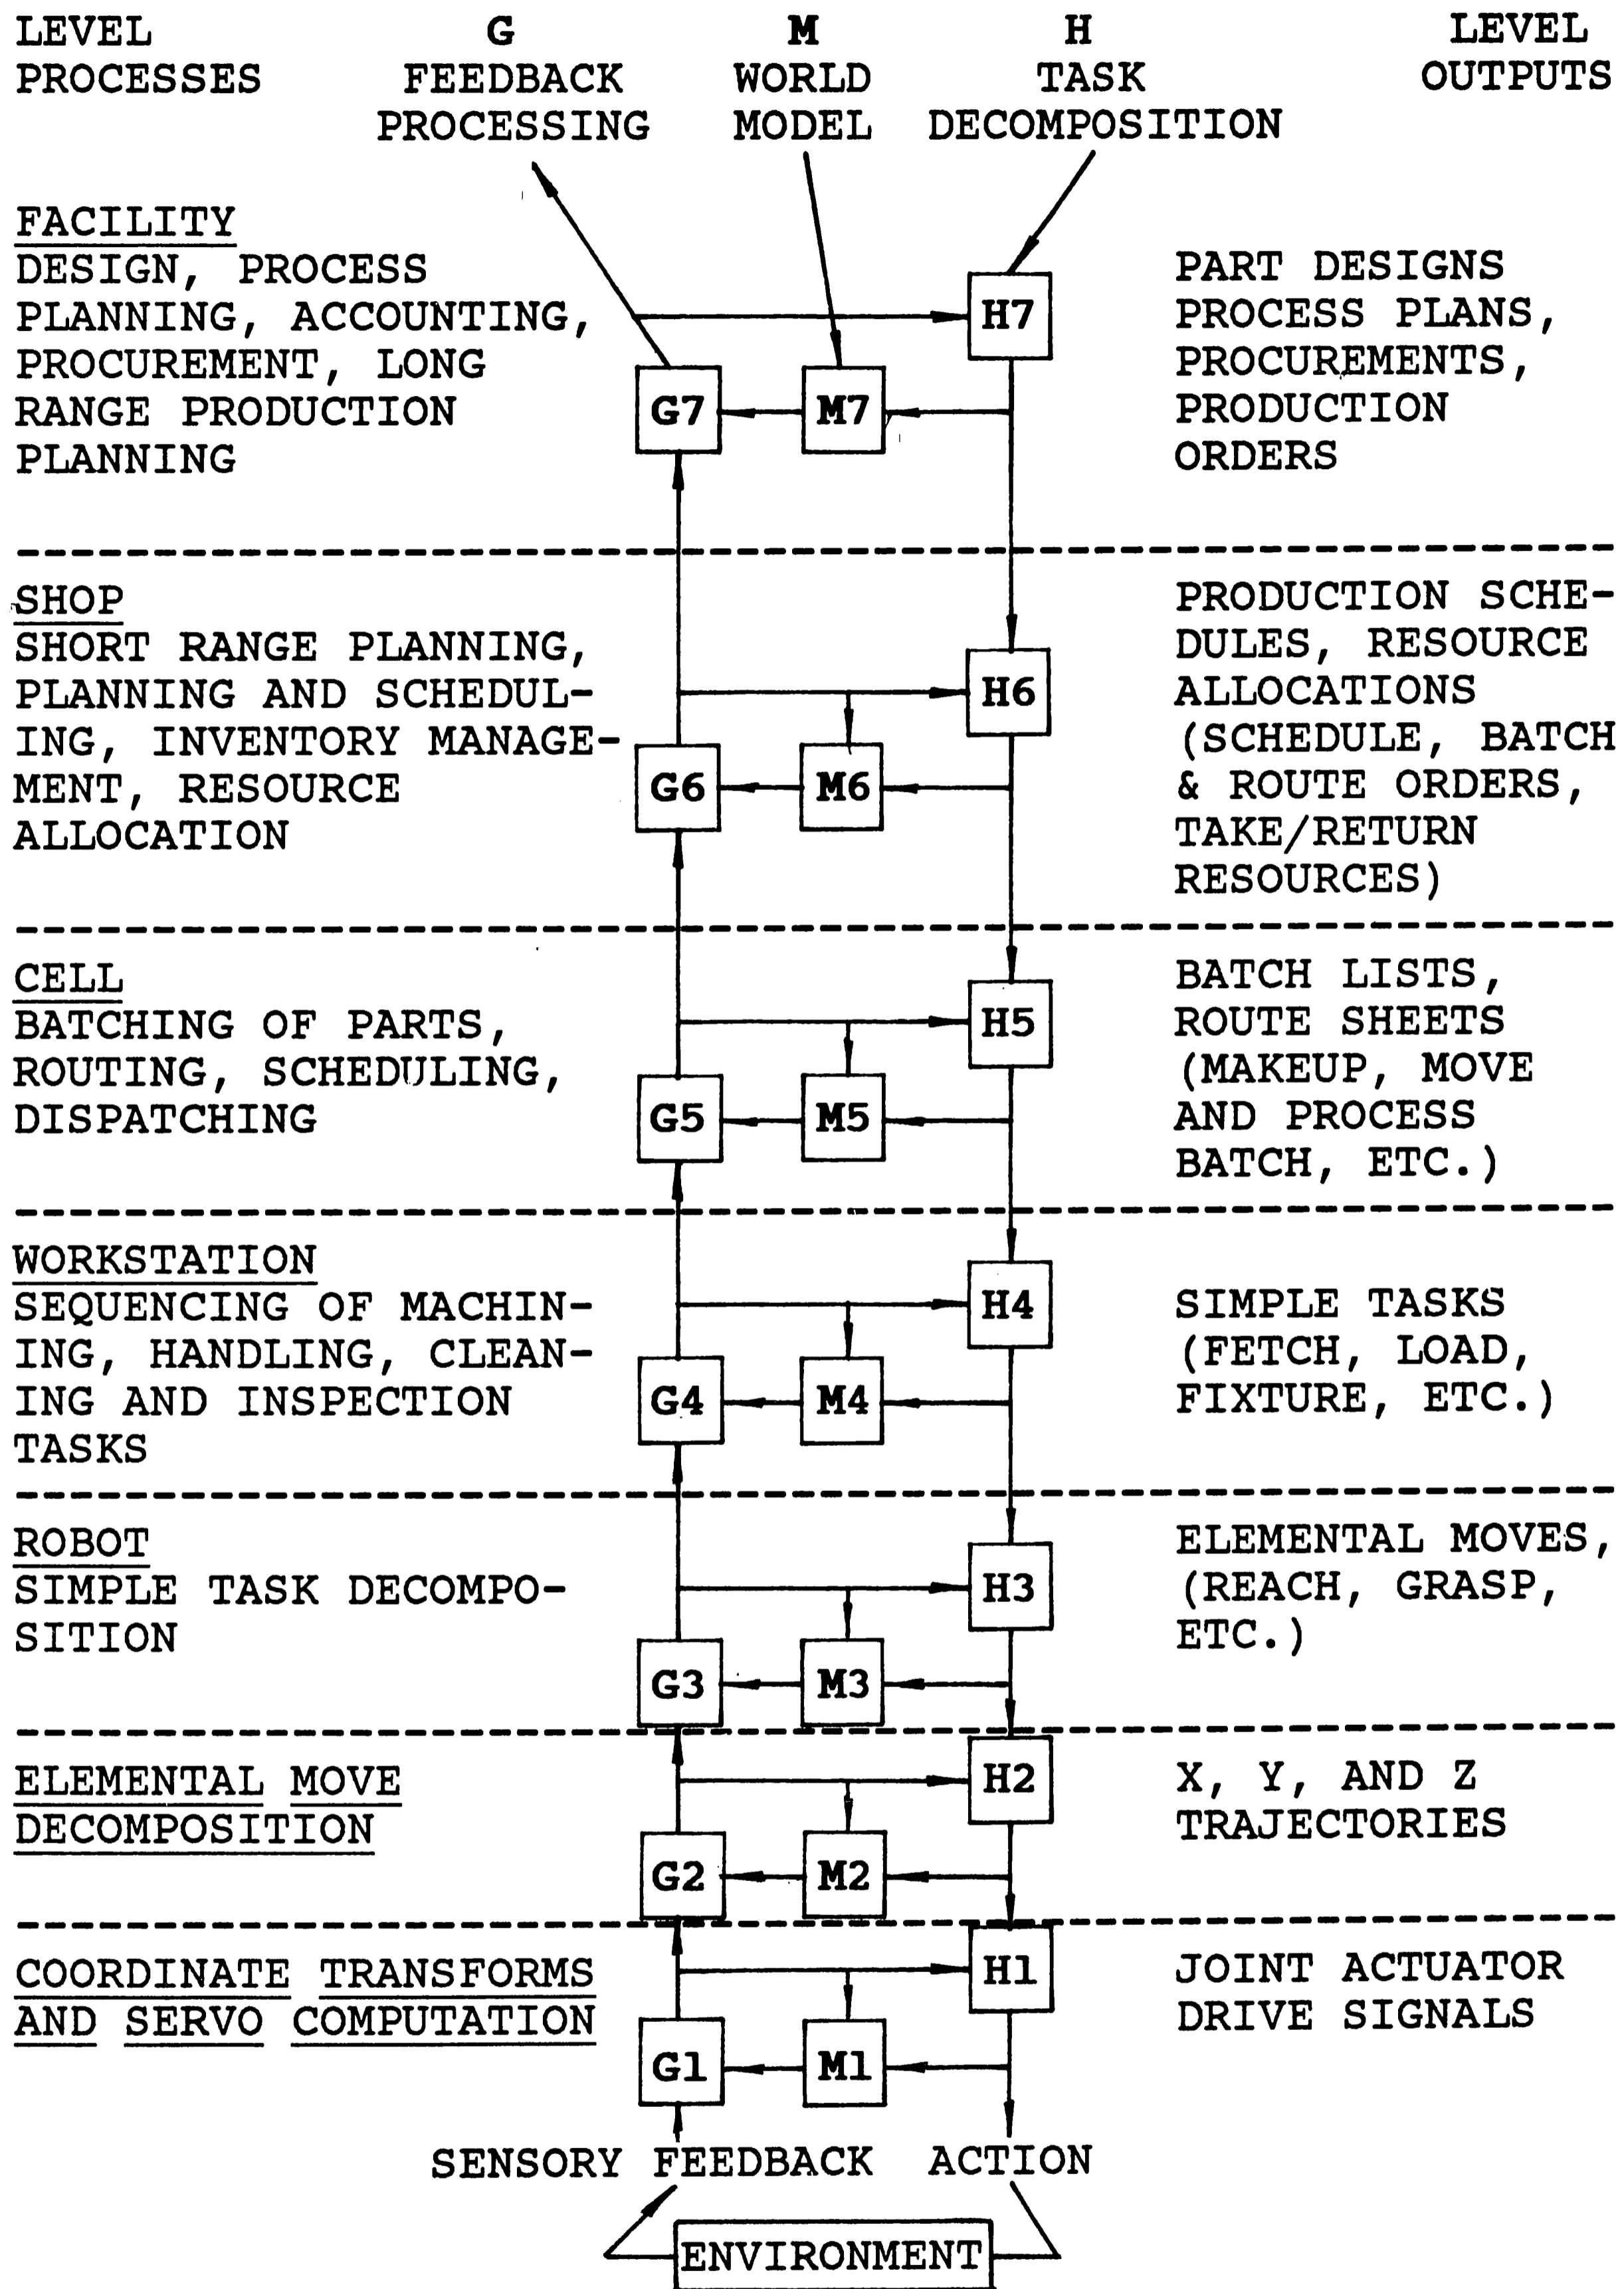 LEVEL PROCESSES
G FEEDBACK PROCESSING
M WORLD MODEL
H TASK DECOMPOSITION
LEVEL OUTPUTS
FACILITY
DESIGN, PROCESS
PLANNING, ACCOUNTING,
PROCUREMENT, LONG
RANGE PRODUCTION
PLANNING
H7
G7
M7
PART DESIGNS
PROCESS PLANS,
PROCUREMENTS,
PRODUCTION
ORDERS
SHOP
SHORT RANGE PLANNING,
PLANNING AND SCHEDUL-
ING, INVENTORY MANAGE-
MENT, RESOURCE
ALLOCATION
H6
G6
M6
PRODUCTION SCHE-
DULES, RESOURCE
ALLOCATIONS
(SCHEDULE, BATCH
& ROUTE ORDERS,
TAKE/RETURN
RESOURCES)
CELL
BATCHING OF PARTS,
ROUTING, SCHEDULING,
DISPATCHING
H5
G5
M5
BATCH LISTS,
ROUTE SHEETS
(MAKEUP, MOVE
AND PROCESS
BATCH, ETC.)
WORKSTATION
SEQUENCING OF MACHIN-
ING, HANDLING, CLEAN-
ING AND INSPECTION
TASKS
H4
G4
M4
SIMPLE TASKS
(FETCH, LOAD,
FIXTURE, ETC.)
ROBOT
SIMPLE TASK DECOMPO-
SITION
H3
G3
M3
ELEMENTAL MOVES,
(REACH, GRASP,
ETC.)
ELEMENTAL MOVE
DECOMPOSITION
H2
G2
M2
X, Y, AND Z
TRAJECTORIES
COORDINATE TRANSFORMS
AND SERVO COMPUTATION
H1
G1
M1
JOINT ACTUATOR
DRIVE SIGNALS
SENSORY FEEDBACK
ACTION
ENVIRONMENT